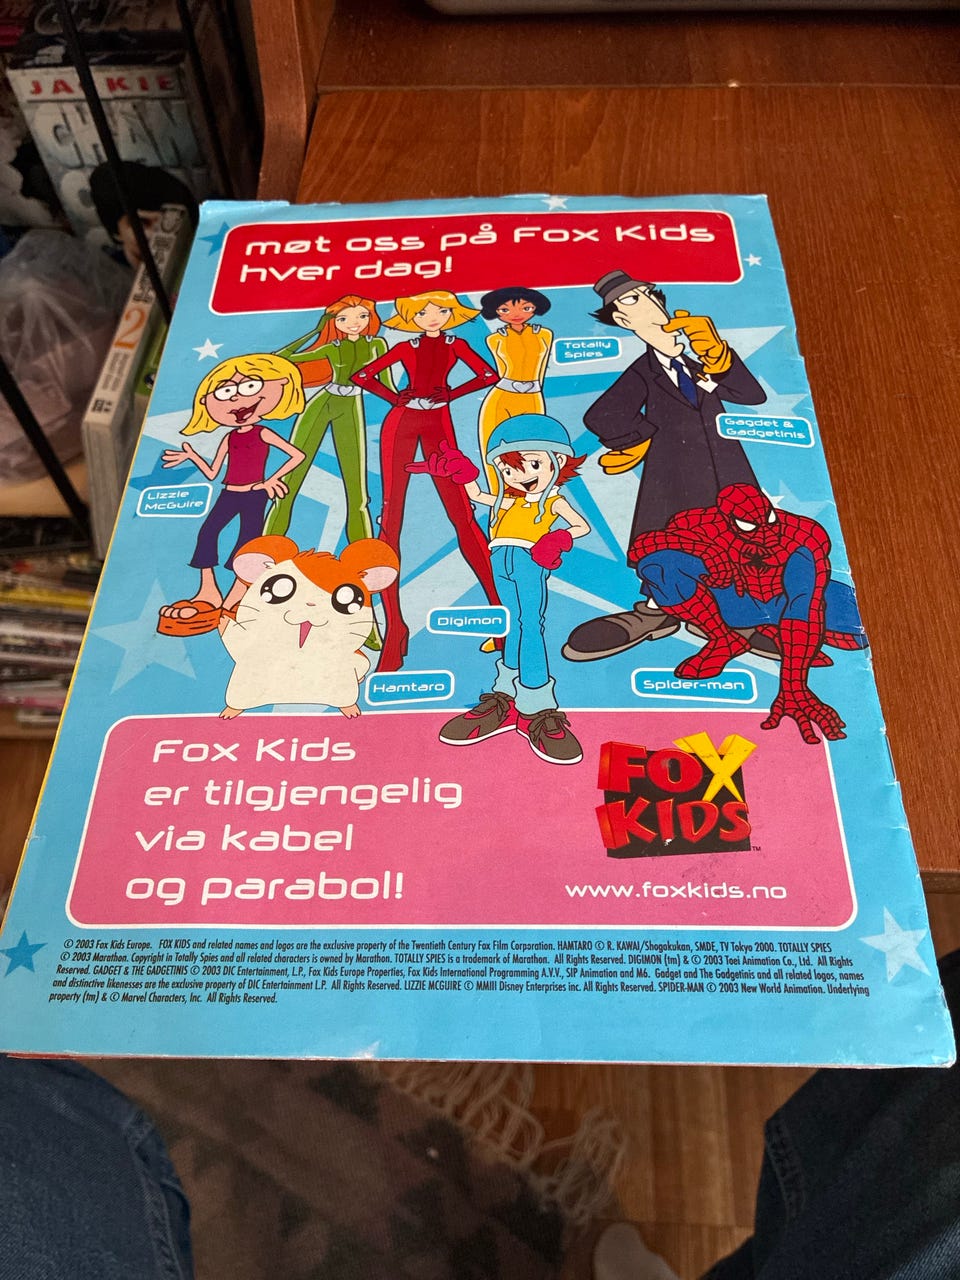 JACKIE
CHAN
2
møt oss på Fox Kids
hver dag!
Totally
Spies
Gagdet &
Gadgetinis
Lizzie
McGuire
Digimon
Hamtaro
Spider-man
Fox Kids
er tilgjengelig
via kabel
og parabol!
FOX
KIDS
TM
www.foxkids.no
© 2003 Fox Kids Europe. FOX KIDS and related names and logos are the exclusive property of the Twentieth Century Fox Film Corporation. HAMTARO © R. KAWAI/Shogakukan, SMDE, TV Tokyo 2000. TOTALLY SPIES
© 2003 Marathon. Copyright in Totally Spies and all related characters is owned by Marathon. TOTALLY SPIES is a trademark of Marathon. All Rights Reserved. DIGIMON (tm) & © 2003 Toei Animation Co., Ltd. All Rights
Reserved. GADGET & THE GADGETINIS © 2003 DIC Entertainment, L.P., Fox Kids Europe Properties, Fox Kids International Programming A.V.V., SIP Animation and M6. Gadget and The Gadgetinis and all related logos, names
and distinctive likenesses are the exclusive property of DIC Entertainment L.P. All Rights Reserved. LIZZIE MCGUIRE © MMIII Disney Enterprises inc. All Rights Reserved. SPIDER-MAN © 2003 New World Animation. Underlying
property (tm) & © Marvel Characters, Inc. All Rights Reserved.